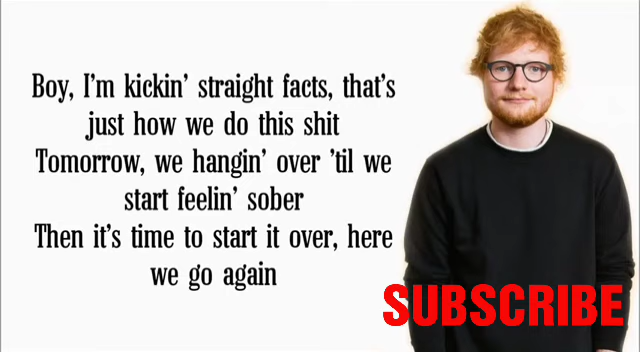 Boy, I'm kickin' straight facts, that's
just how we do this shit
Tomorrow, we hangin' over 'til we
start feelin' sober
Then it's time to start it over, here
we go again
SUBSCRIBE